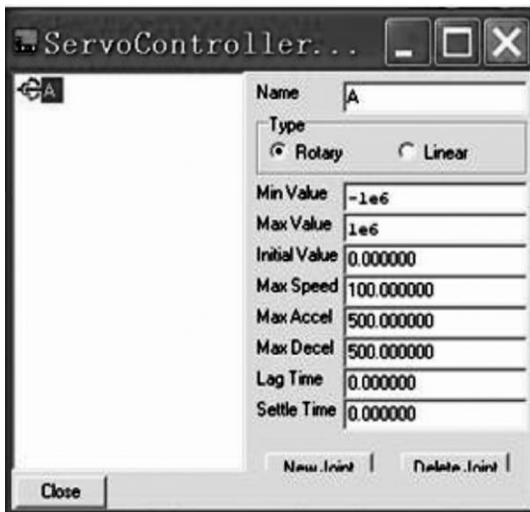 ServoController...
A
Name A
Type
Rotary Linear
Min Value -1e6
Max Value 1e6
Initial Value 0.000000
Max Speed 100.000000
Max Accel 500.000000
Max Decel 500.000000
Lag Time 0.000000
Settle Time 0.000000
New Joint Delete Joint
Close